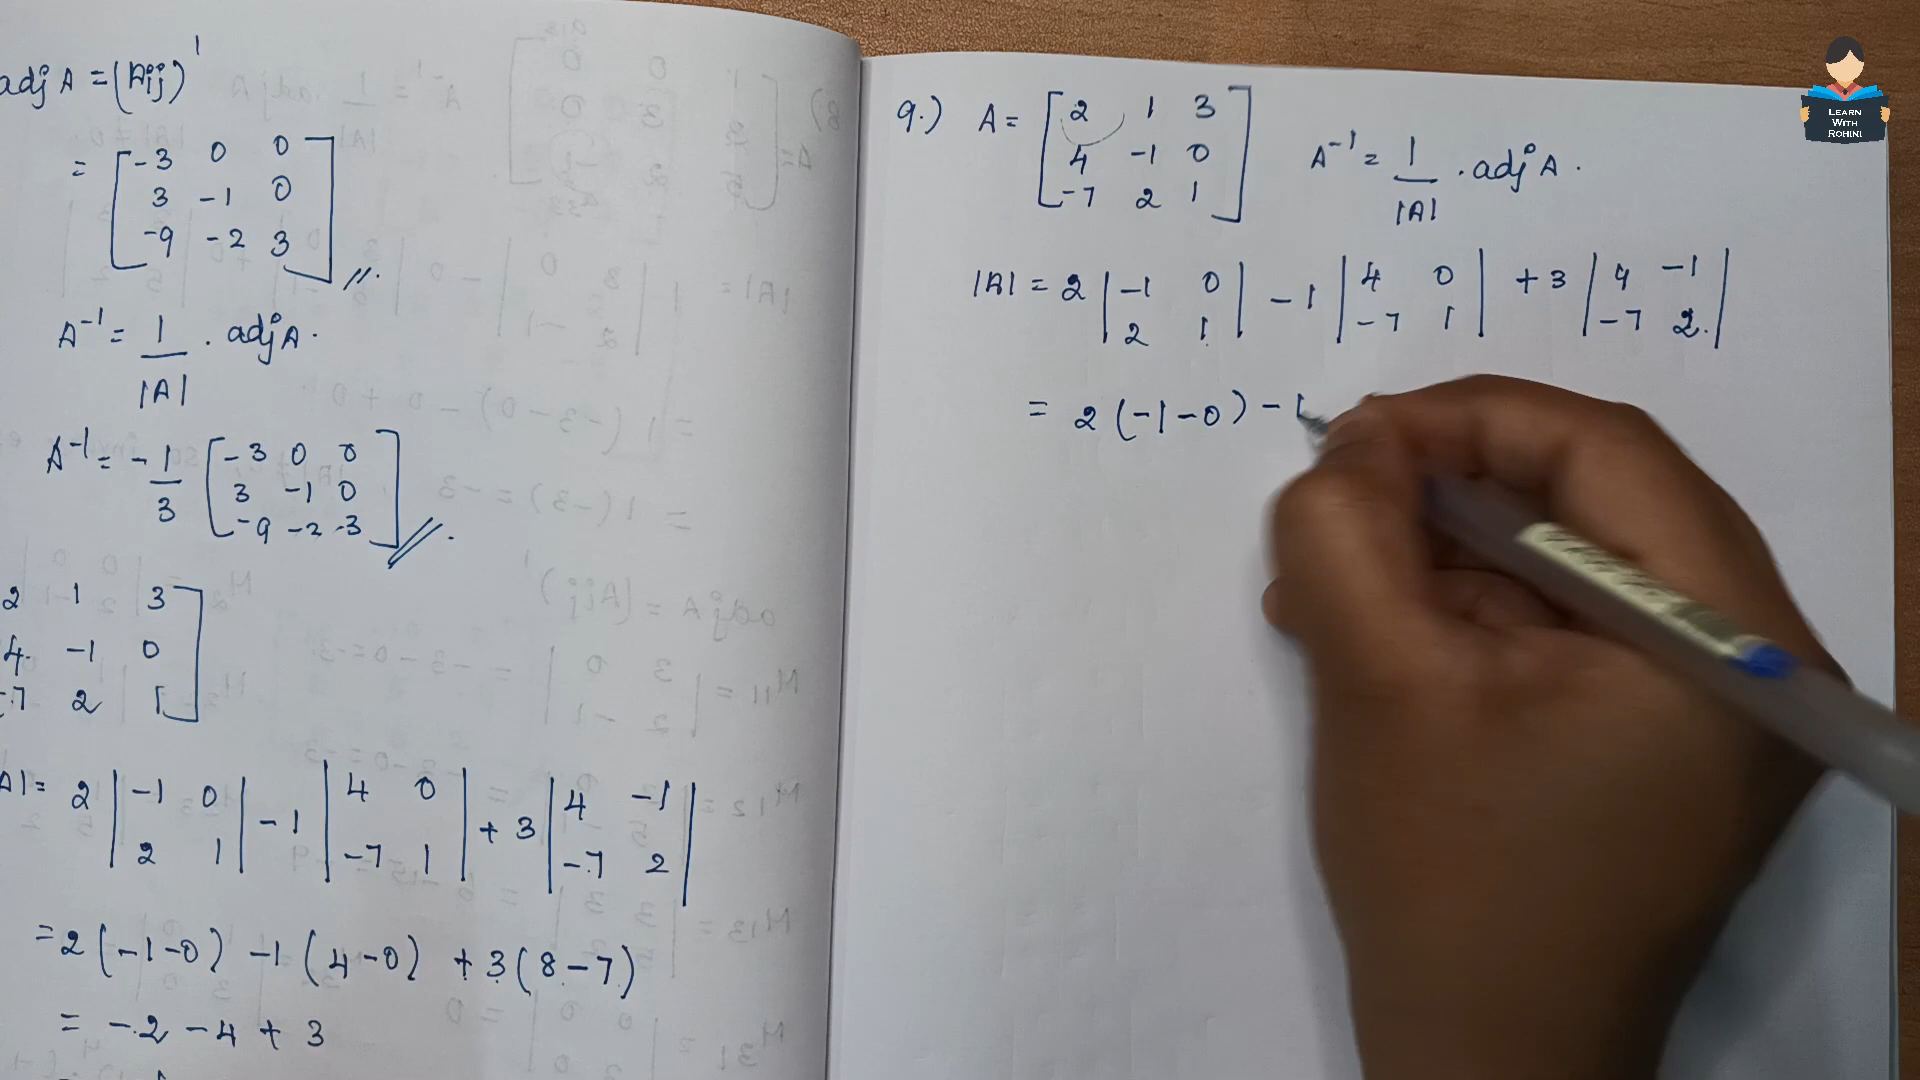 adj A = (Aij)'
= [ -3 0 0
3 -1 0
-9 -2 3 ] //.
A⁻¹ = 1/|A| . adj A.
A⁻¹ = -1/3 [ -3 0 0
3 -1 0
-9 -2 -3 ] //.
2 1 3 ]
4 -1 0
-7 2 1
A| = 2 | -1 0 | - 1 | 4 0 | + 3 | 4 -1 |
| 2 1 | | -7 1 | | -7 2 |
= 2(-1-0) -1(4-0) + 3(8-7)
= -2 -4 + 3
9.) A = [ 2 1 3
4 -1 0
-7 2 1 ]
A⁻¹ = 1/|A| . adj A.
|A| = 2 | -1 0 | - 1 | 4 0 | + 3 | 4 -1 |
| 2 1 | | -7 1 | | -7 2. |
= 2(-1-0) -1
LEARN
WITH
ROHINI